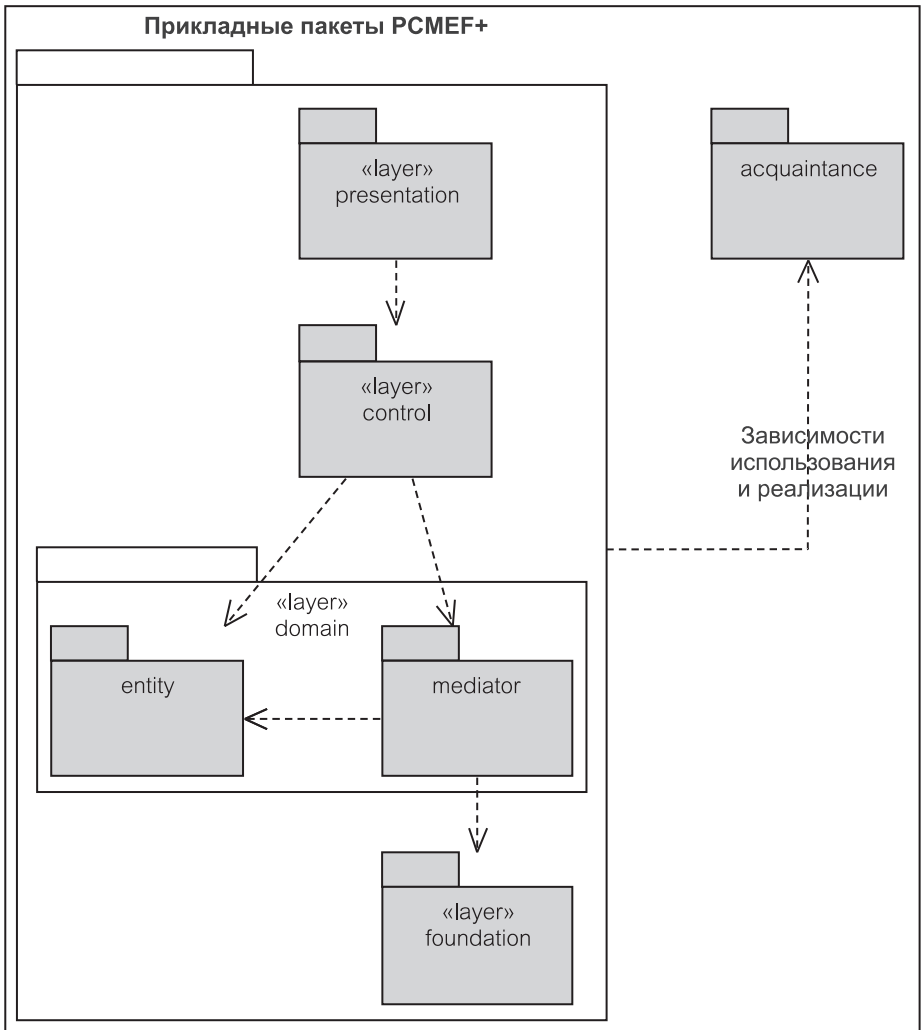 Прикладные пакеты PCMEF+
«layer»
presentation
acquaintance
«layer»
control
Зависимости
использования
и реализации
«layer»
domain
entity
mediator
«layer»
foundation